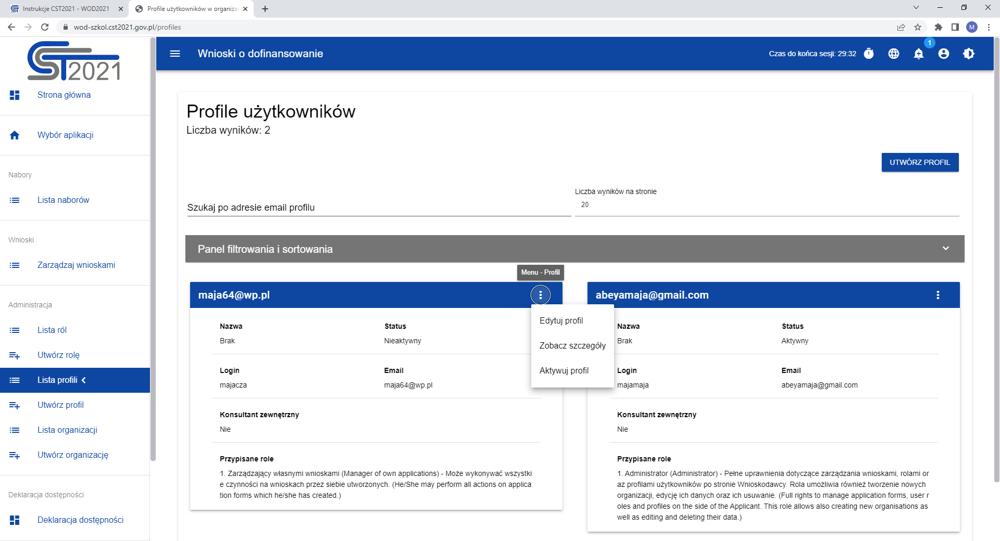 Instrukcje CST2021 - WOD2021
Profile użytkowników w organiza
wod-szkol.cst2021.gov.pl/profiles
M
CST2021
Wnioski o dofinansowanie
Czas do końca sesji: 29:32
1
Strona główna
Wybór aplikacji
Nabory
Lista naborów
Wnioski
Zarządzaj wnioskami
Administracja
Lista ról
Utwórz rolę
Lista profili
Utwórz profil
Lista organizacji
Utwórz organizację
Deklaracja dostępności
Deklaracja dostępności
Profile użytkowników
Liczba wyników: 2
UTWÓRZ PROFIL
Szukaj po adresie email profilu
Liczba wyników na stronie
20
Panel filtrowania i sortowania
Menu - Profil
maja64@wp.pl
Edytuj profil
Zobacz szczegóły
Aktywuj profil
Nazwa
Brak
Status
Nieaktywny
Login
majacza
Email
maja64@wp.pl
Konsultant zewnętrzny
Nie
Przypisane role
1. Zarządzający własnymi wnioskami (Manager of own applications) - Może wykonywać wszystki
e czynności na wnioskach przez siebie utworzonych. (He/She may perform all actions on applica
tion forms which he/she has created.)
abeyamaja@gmail.com
Nazwa
Brak
Status
Aktywny
Login
majamaja
Email
abeyamaja@gmail.com
Konsultant zewnętrzny
Nie
Przypisane role
1. Administrator (Administrator) - Pełne uprawnienia dotyczące zarządzania wnioskami, rolami or
az profilami użytkowników po stronie Wnioskodawcy. Rola umożliwia również tworzenie nowych
organizacji, edycję ich danych oraz ich usuwanie. (Full rights to manage application forms, user r
oles and profiles on the side of the Applicant. This role allows also creating new organisations as
well as editing and deleting their data.)